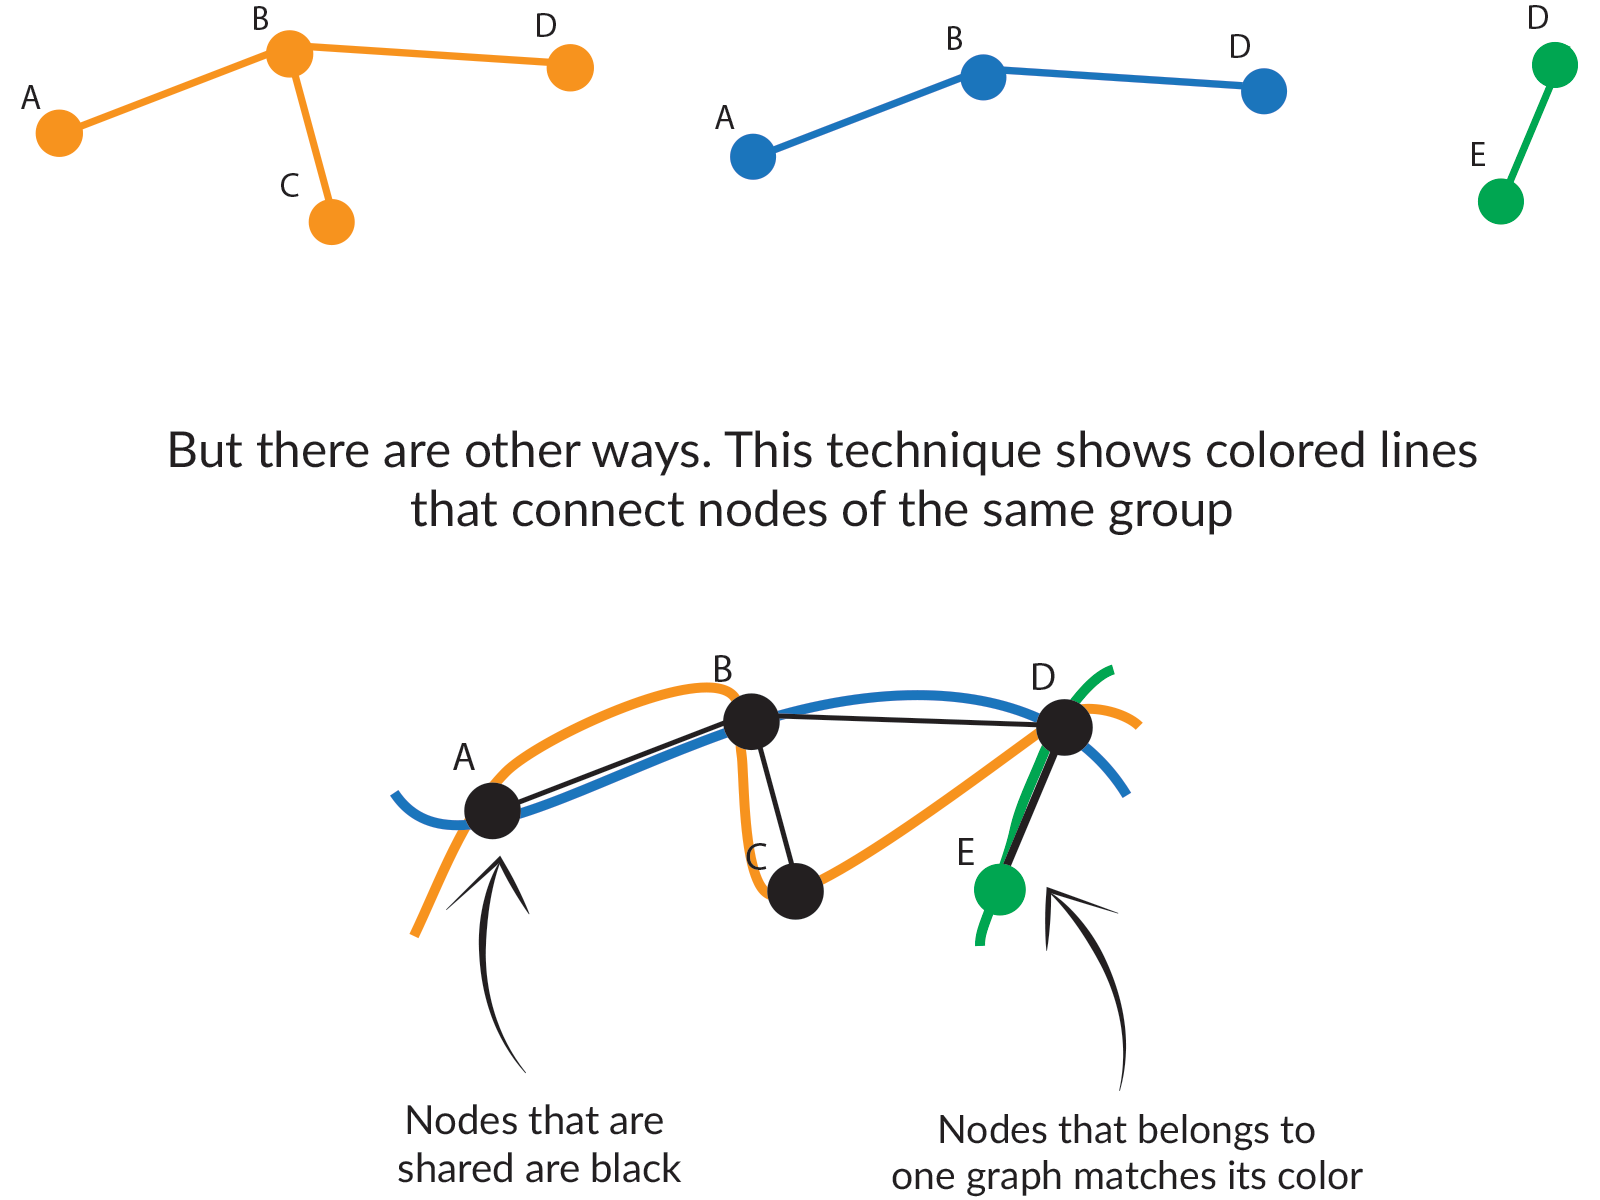 B
D
A
C
B
D
A
D
E
But there are other ways. This technique shows colored lines
that connect nodes of the same group
B
D
A
C
E
Nodes that are
shared are black
Nodes that belongs to
one graph matches its color